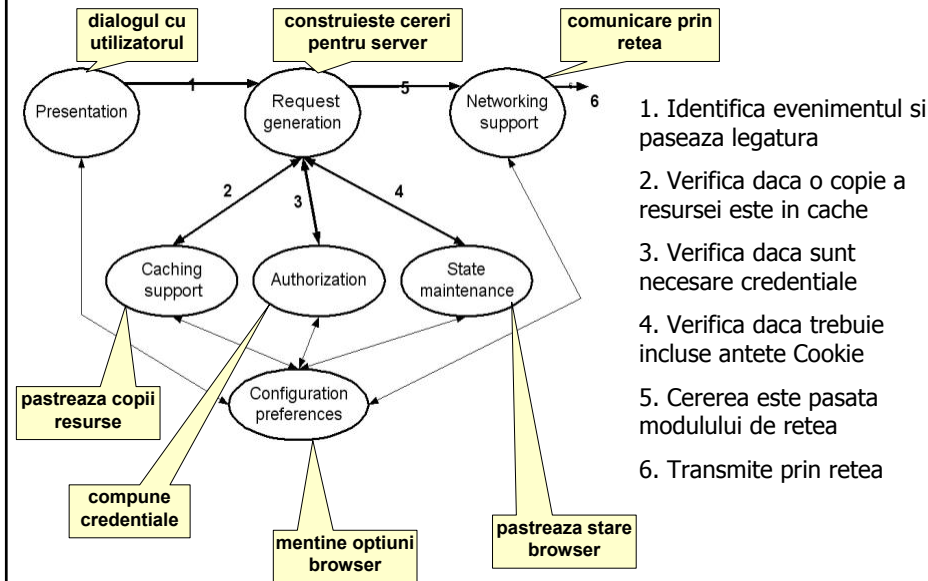 dialogul cu
utilizatorul
construieste cereri
pentru server
comunicare prin
retea
1
5
6
6
Presentation
Request
generation
Networking
support
2
3
4
Caching
support
Authorization
State
maintenance
Configuration
preferences
pastreaza copii
resurse
compune
credentiale
mentine optiuni
browser
pastreaza stare
browser
1. Identifica evenimentul si
paseaza legatura
2. Verifica daca o copie a
resursei este in cache
3. Verifica daca sunt
necesare credentiale
4. Verifica daca trebuie
incluse antete Cookie
5. Cererea este pasata
modulului de retea
6. Transmite prin retea